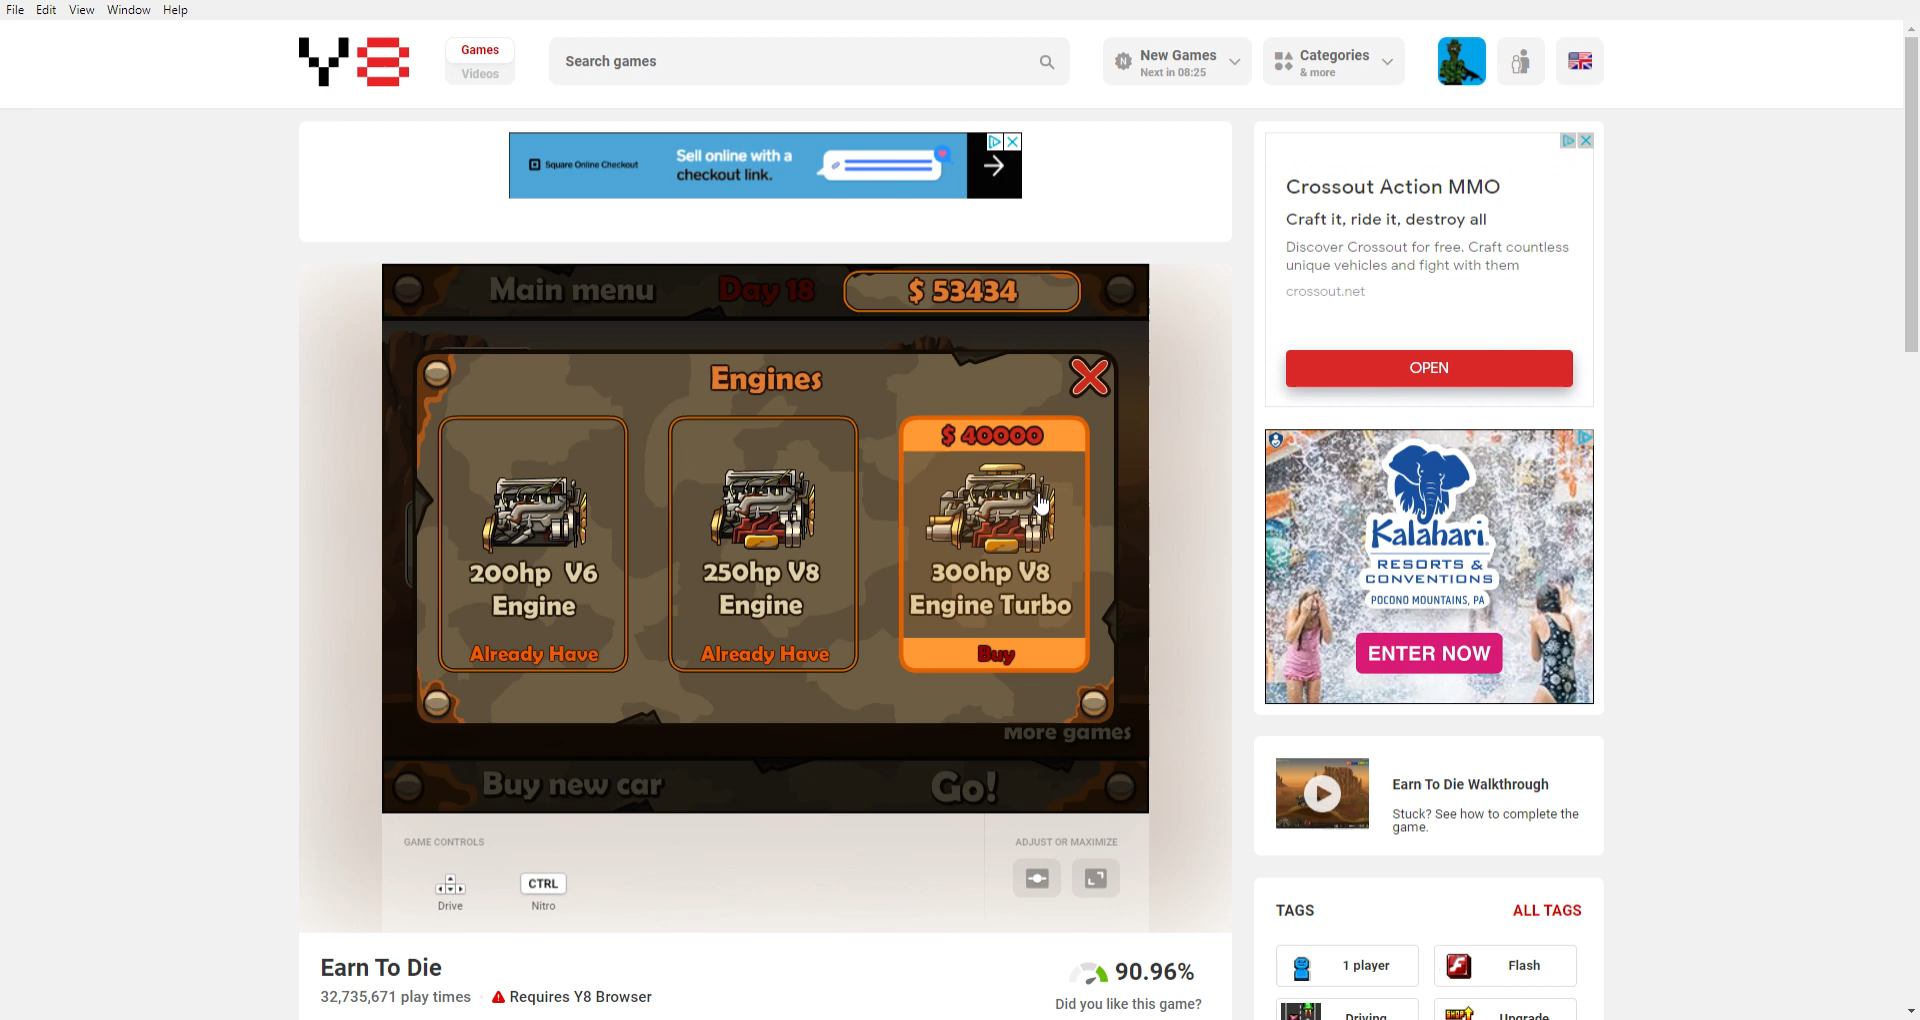 File Edit View Window Help
Y8
Games
Videos
Search games
N
New Games
Next in 08:25
Categories
& more
Square Online Checkout
Sell online with a
checkout link.
Crossout Action MMO
Craft it, ride it, destroy all
Discover Crossout for free. Craft countless
unique vehicles and fight with them
crossout.net
OPEN
Main menu
Day 18
$ 53434
Engines
$ 40000
200hp V6
Engine
Already Have
250hp V8
Engine
Already Have
300hp V8
Engine Turbo
Buy
More games
Buy new car
Go!
Kalahari.
RESORTS &
CONVENTIONS
POCONO MOUNTAINS, PA
ENTER NOW
Earn To Die Walkthrough
Stuck? See how to complete the
game.
GAME CONTROLS
Drive
CTRL
Nitro
ADJUST OR MAXIMIZE
TAGS
ALL TAGS
1 player
Flash
Driving
Upgrade
Earn To Die
32,735,671 play times
Requires Y8 Browser
90.96%
Did you like this game?